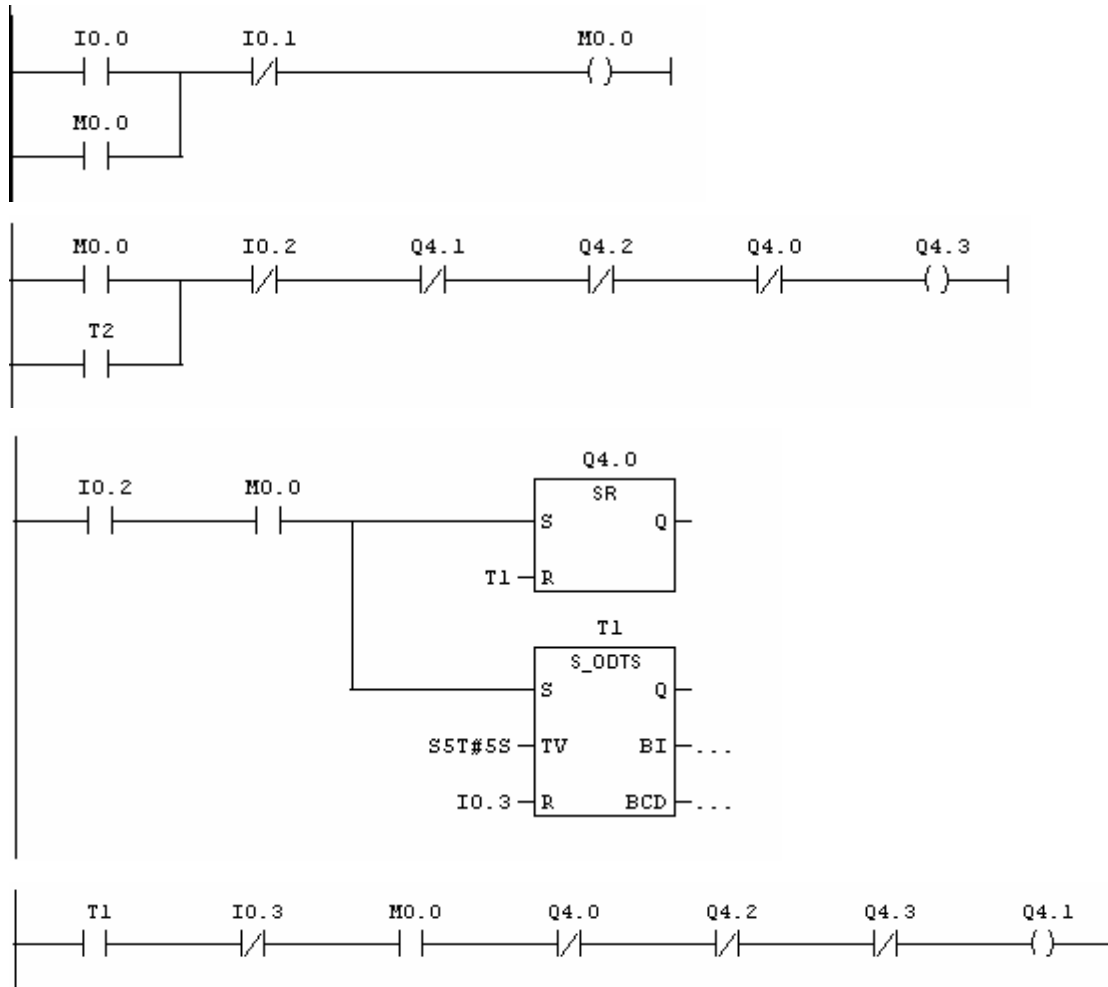 I0.0 I0.1 M0.0
M0.0
M0.0 I0.2 Q4.1 Q4.2 Q4.0 Q4.3
T2
Q4.0
I0.2 M0.0
SR
S Q
T1 R
T1
S_ODTS
S Q
S5T#5S TV BI ...
I0.3 R BCD ...
T1 I0.3 M0.0 Q4.0 Q4.2 Q4.3 Q4.1